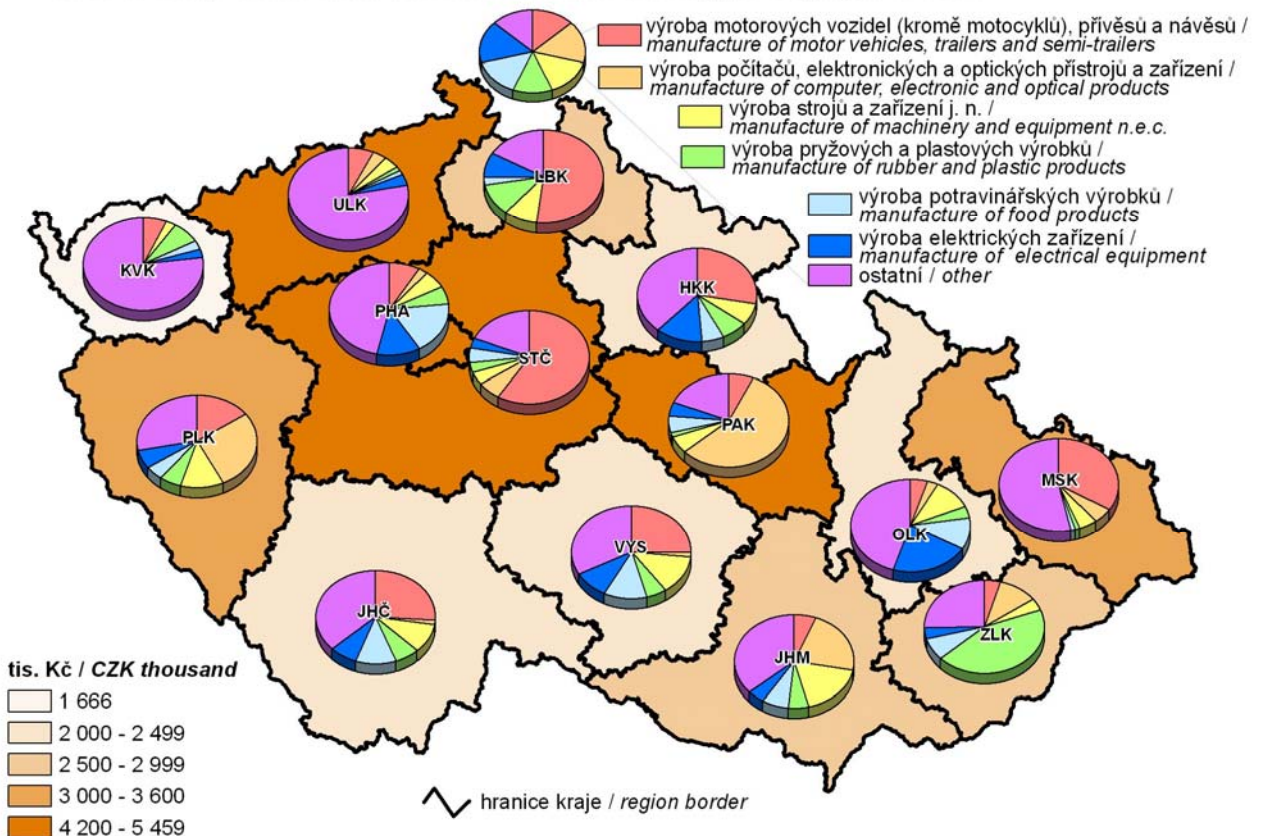 výroba motorových vozidel (kromě motocyklů), přívěsů a návěsů /
manufacture of motor vehicles, trailers and semi-trailers
výroba počítačů, elektronických a optických přístrojů a zařízení /
manufacture of computer, electronic and optical products
výroba strojů a zařízení j. n. /
manufacture of machinery and equipment n.e.c.
výroba pryžových a plastových výrobků /
manufacture of rubber and plastic products
výroba potravinářských výrobků /
manufacture of food products
výroba elektrických zařízení /
manufacture of electrical equipment
ostatní / other
LBK
ULK
KVK
HKK
PHA
STČ
PAK
PLK
MSK
OLK
VYS
JHČ
ZLK
JHM
tis. Kč / CZK thousand
1 666
2 000 - 2 499
2 500 - 2 999
3 000 - 3 600
4 200 - 5 459
hranice kraje / region border